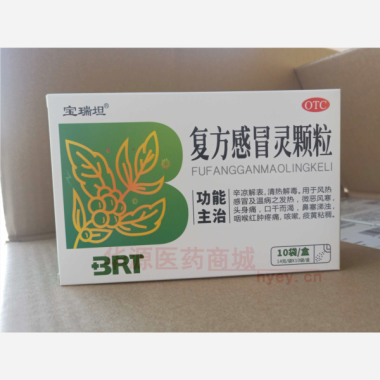 宝瑞坦®
OTC
复方感冒灵颗粒
FUFANGGANMAOLINGKELI
功能
主治
辛凉解表,清热解毒。用于风热
感冒及温病之发热,微恶风寒,
头身痛,口干而渴,鼻塞涕浊,
咽喉红肿疼痛,咳嗽,痰黄粘稠。
BRT
10袋/盒
华源医药商城
hyey.cn